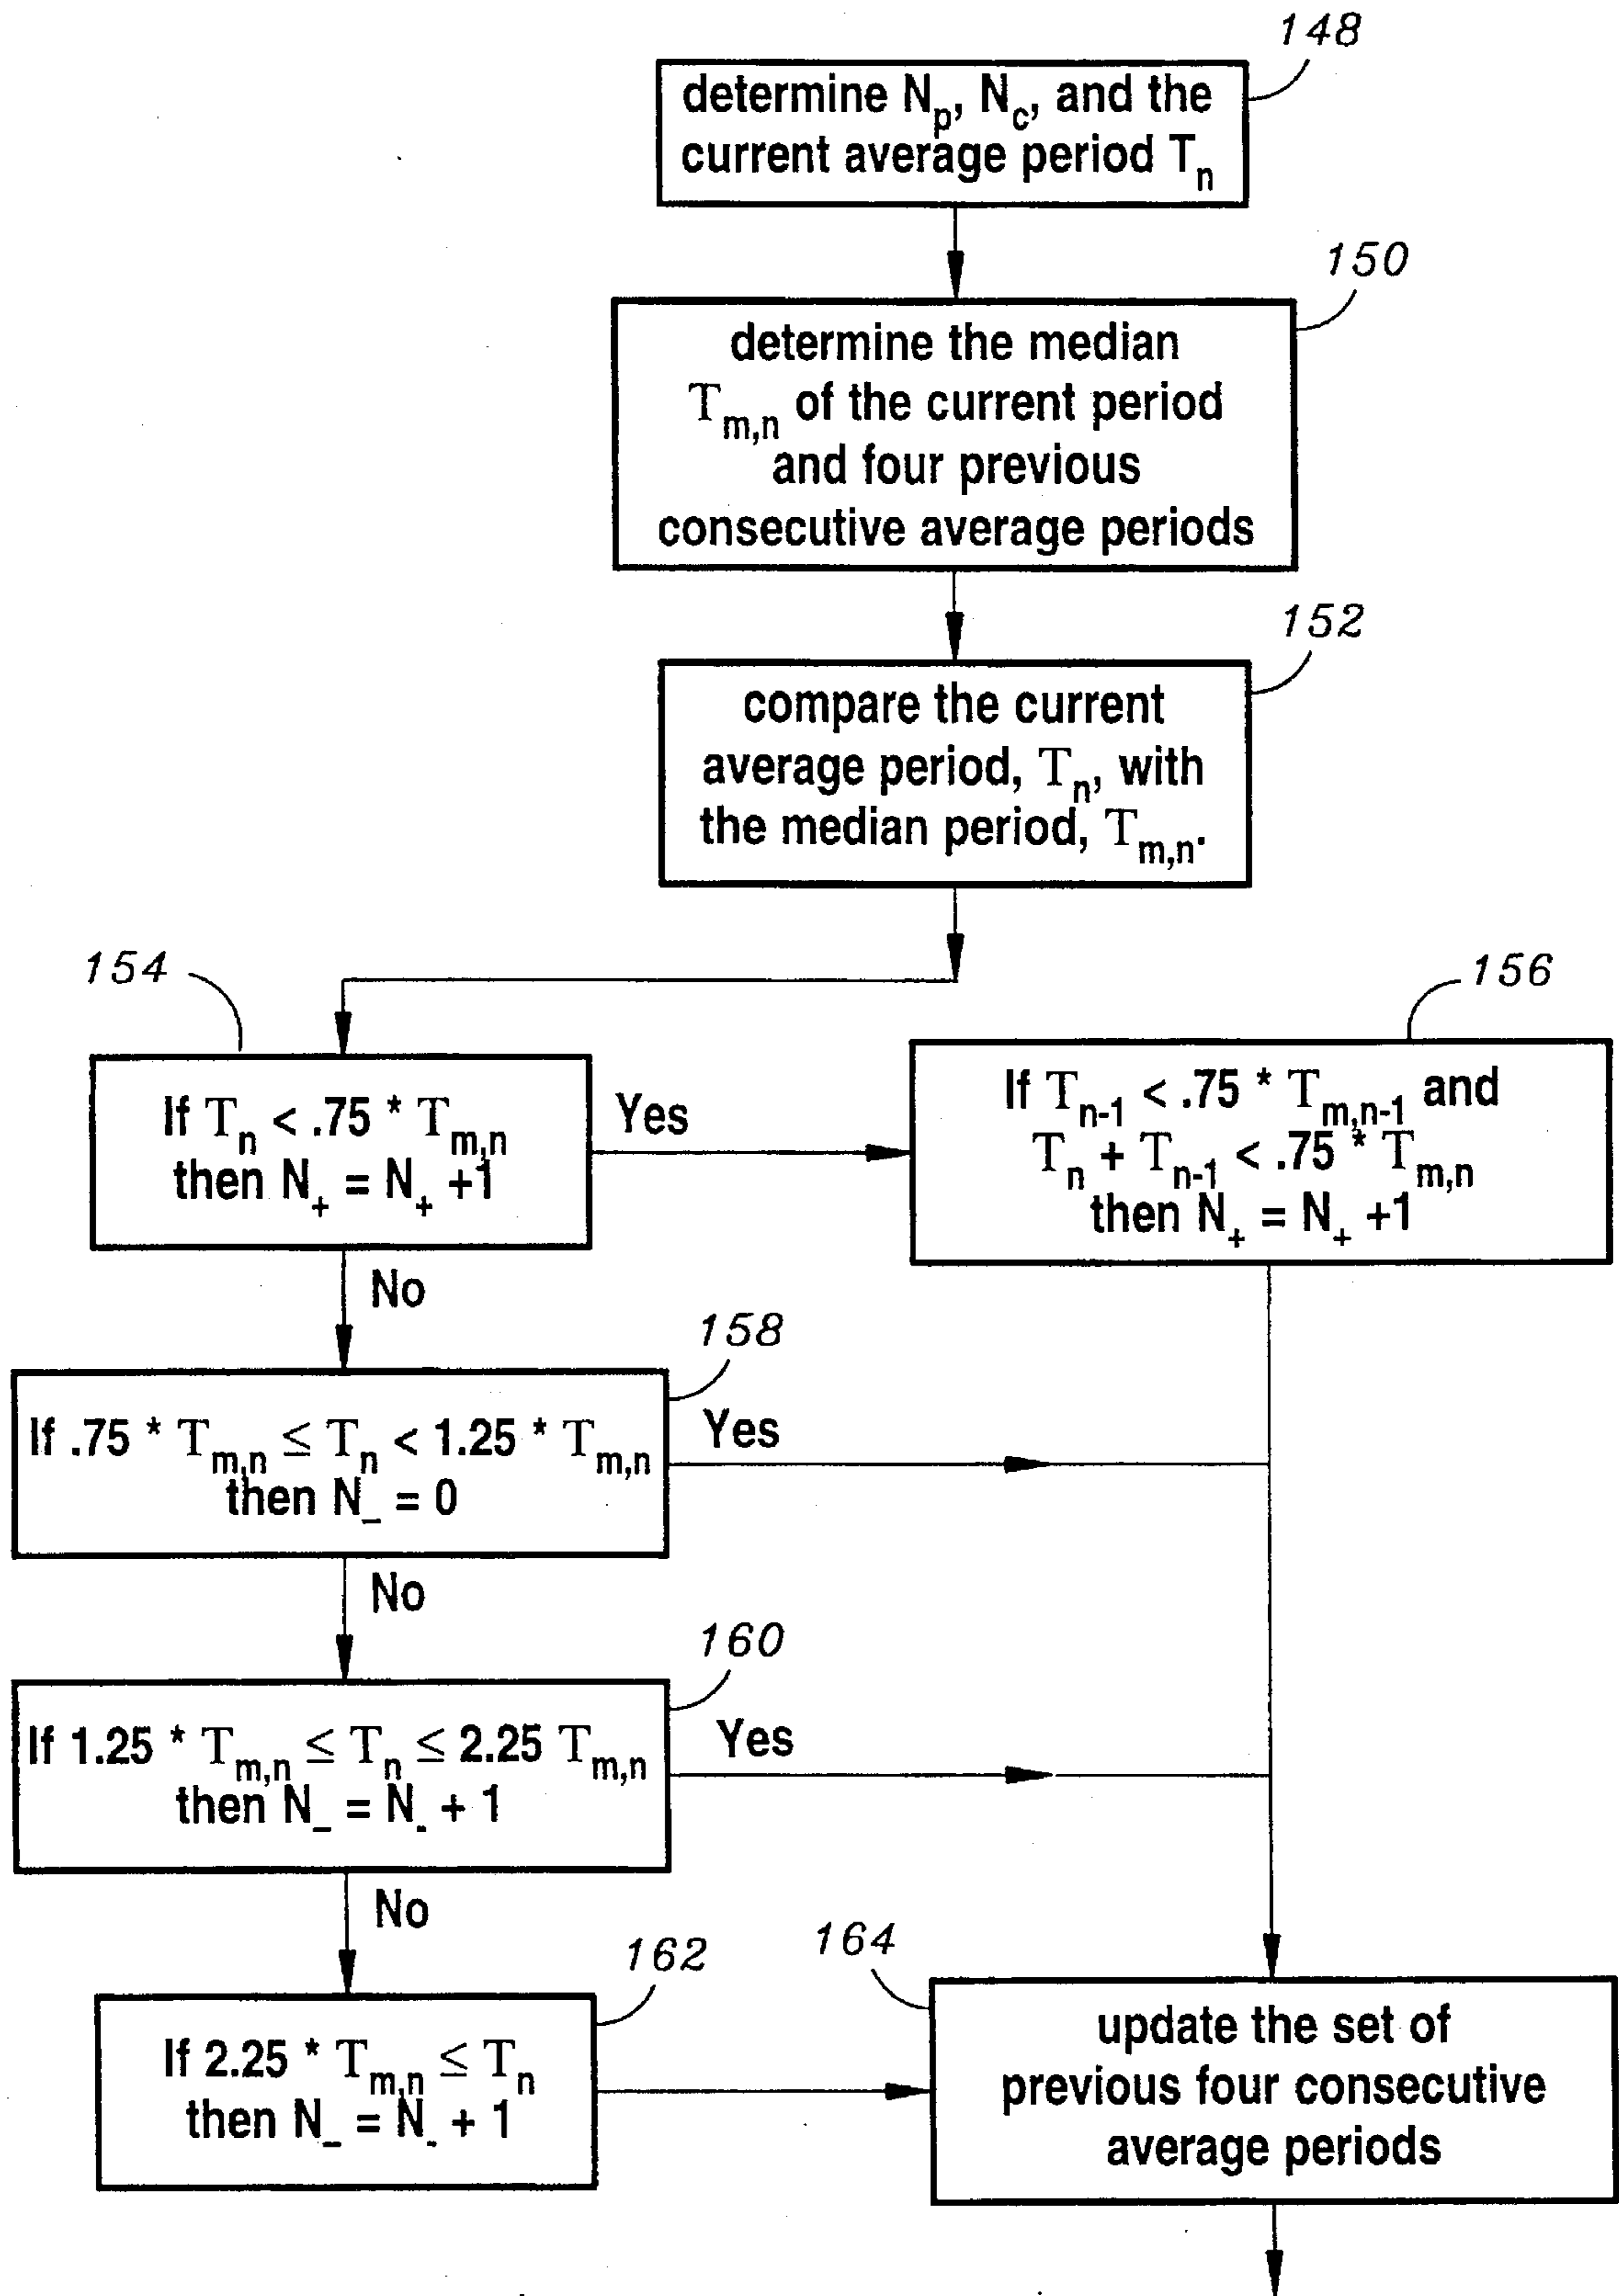 148
determine Np, Nc, and the
current average period Tn
150
determine the median
Tm,n of the current period
and four previous
consecutive average periods
152
compare the current
average period, Tn, with
the median period, Tm,n.
154
If Tn < .75 * Tm,n
then N+ = N+ +1
Yes
156
If Tn-1 < .75 * Tm,n-1 and
Tn + Tn-1 < .75 * Tm,n
then N+ = N+ +1
No
158
If .75 * Tm,n ≤ Tn < 1.25 * Tm,n
then N_ = 0
Yes
No
160
If 1.25 * Tm,n ≤ Tn ≤ 2.25 Tm,n
then N_ = N- + 1
Yes
No
162
If 2.25 * Tm,n ≤ Tn
then N_ = N- + 1
164
update the set of
previous four consecutive
average periods